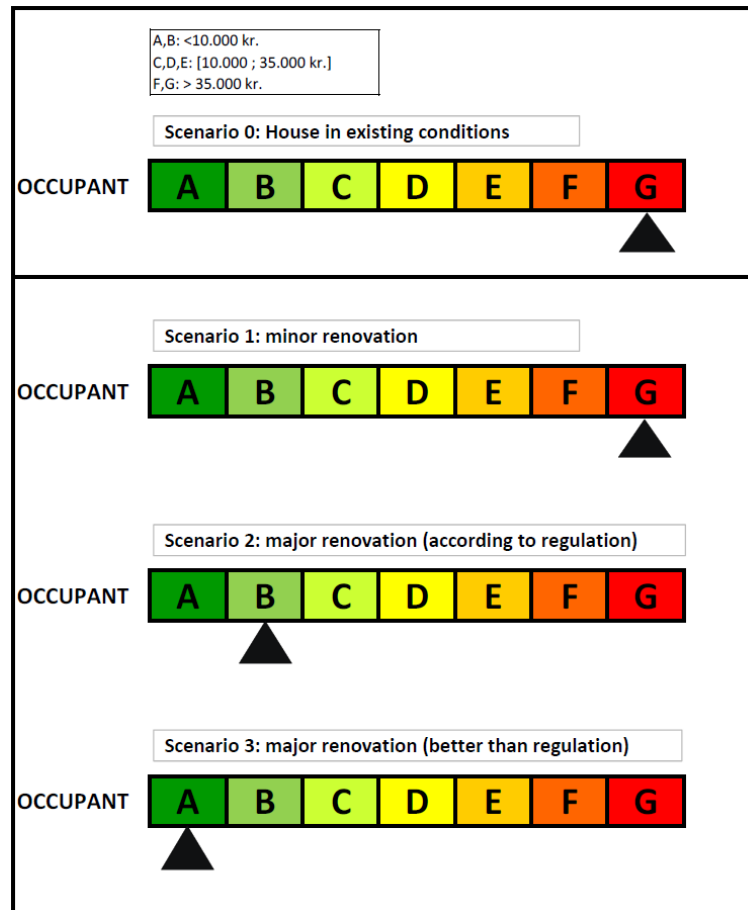 A,B: <10.000 kr.
C,D,E: [10.000 ; 35.000 kr.]
F,G: > 35.000 kr.
Scenario 0: House in existing conditions
OCCUPANT A B C D E F G
Scenario 1: minor renovation
OCCUPANT A B C D E F G
Scenario 2: major renovation (according to regulation)
OCCUPANT A B C D E F G
Scenario 3: major renovation (better than regulation)
OCCUPANT A B C D E F G